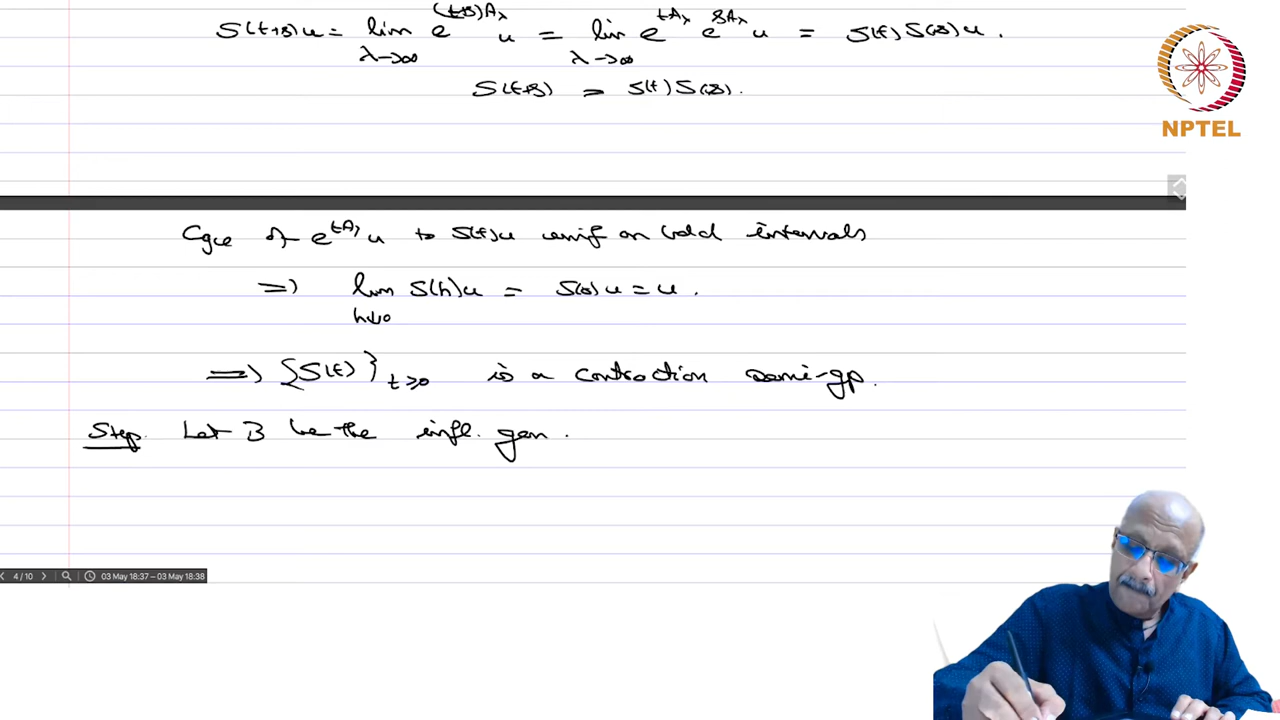 S(t+s)u = lim e^{(t+s)A_λ} u = lim e^{tA_λ} e^{sA_λ} u = S(t)S(s)u.
λ→∞ λ→∞
S(t+s) = S(t)S(s).
NPTEL
Cgce of e^{tA_λ}u to S(t)u unif on bdd intervals
⇒ lim S(h)u = S(0)u = u.
h↓0
⇒ {S(t)}_{t≥0} is a contraction semi-gp.
Step. Let B be the infl. gen.
4 / 10 03 May 18:37 – 03 May 18:38